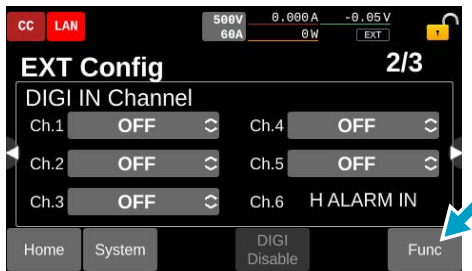 CC LAN 500V 0.000A -0.05V
60A 0W EXT
EXT Config 2/3
DIGI IN Channel
Ch.1 OFF Ch.4 OFF
Ch.2 OFF Ch.5 OFF
Ch.3 OFF Ch.6 H ALARM IN
Home System DIGI Disable Func